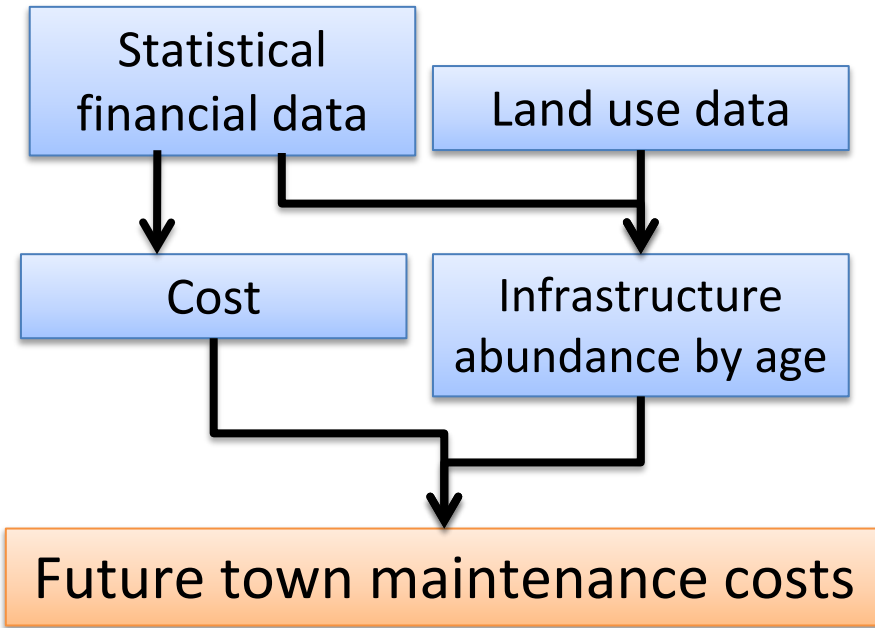 Statistical
financial data
Land use data
Cost
Infrastructure
abundance by age
Future town maintenance costs